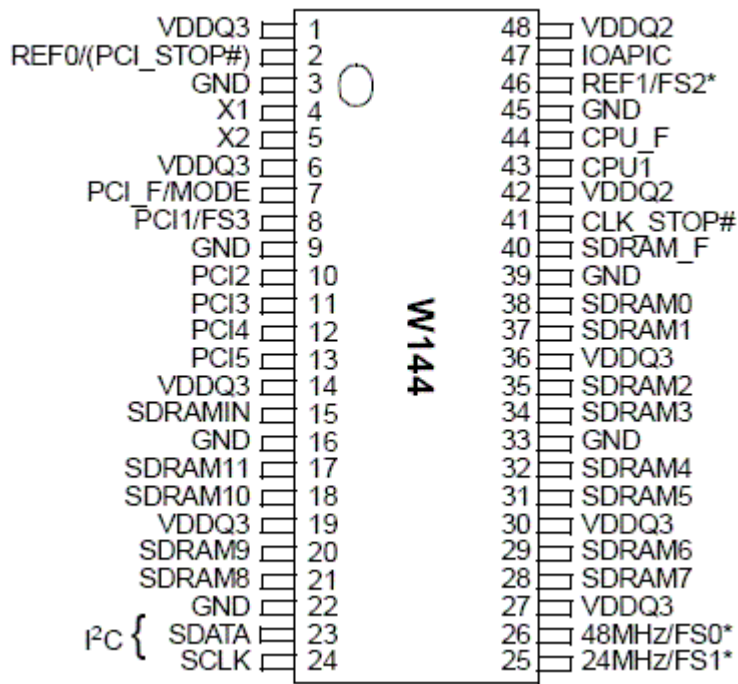 VDDQ3 1 48 VDDQ2
REF0/(PCI_STOP#) 2 47 IOAPIC
GND 3 46 REF1/FS2*
X1 4 45 GND
X2 5 44 CPU_F
VDDQ3 6 43 CPU1
PCI_F/MODE 7 42 VDDQ2
PCI1/FS3 8 41 CLK_STOP#
GND 9 40 SDRAM_F
PCI2 10 39 GND
PCI3 11 38 SDRAM0
PCI4 12 37 SDRAM1
PCI5 13 36 VDDQ3
VDDQ3 14 35 SDRAM2
SDRAMIN 15 34 SDRAM3
GND 16 33 GND
SDRAM11 17 32 SDRAM4
SDRAM10 18 31 SDRAM5
VDDQ3 19 30 VDDQ3
SDRAM9 20 29 SDRAM6
SDRAM8 21 28 SDRAM7
GND 22 27 VDDQ3
I²C { SDATA 23 26 48MHz/FS0*
SCLK 24 25 24MHz/FS1*
W144